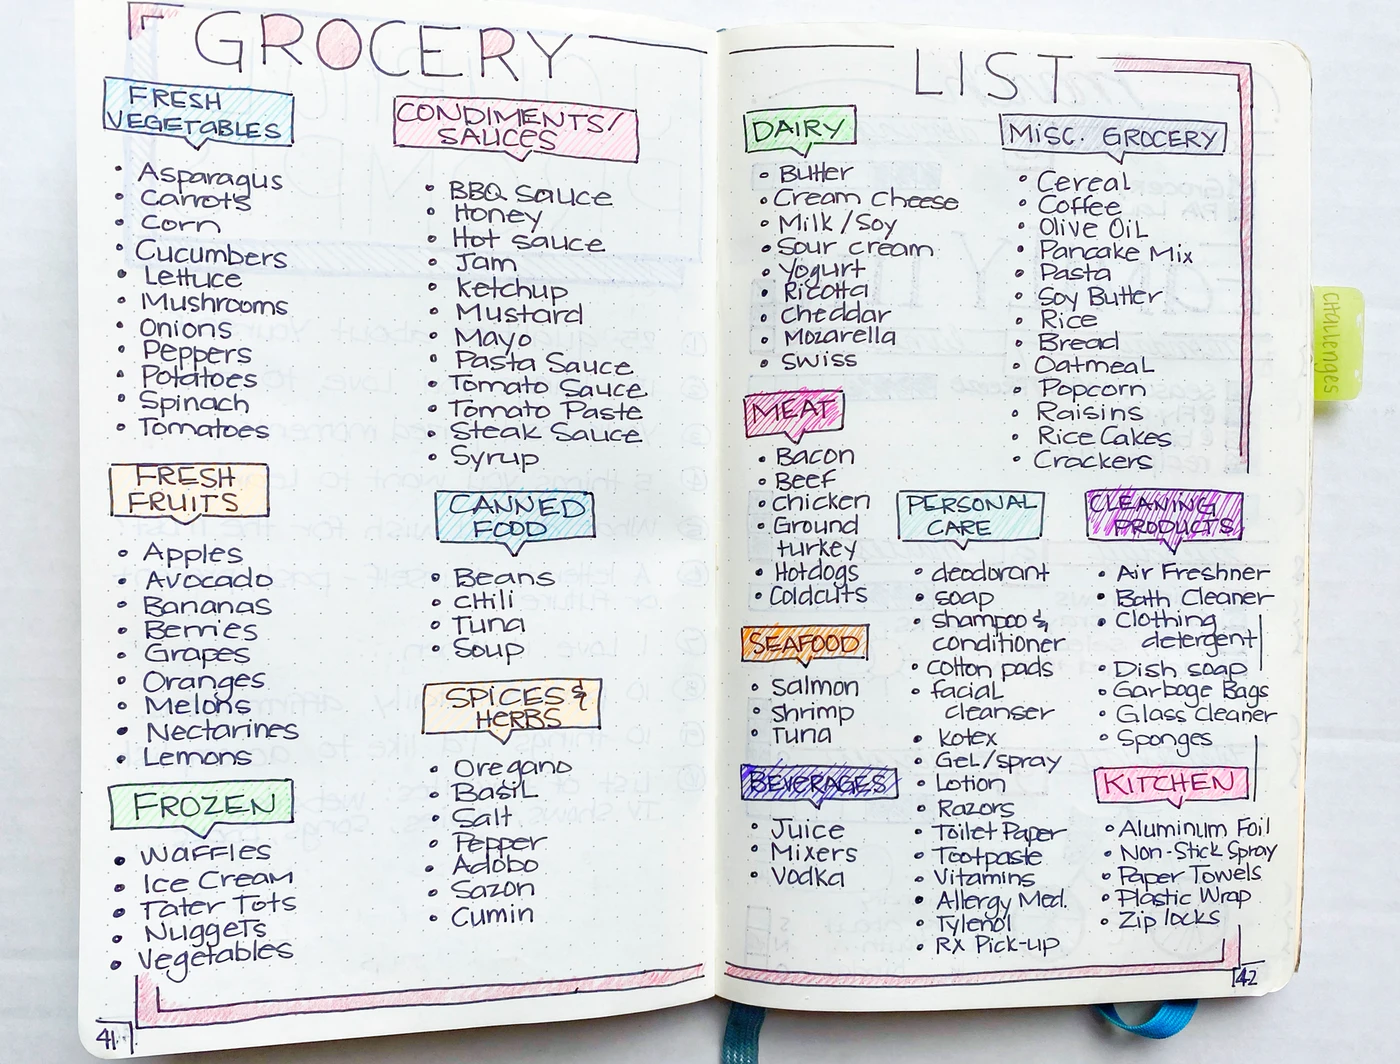 GROCERY
FRESH
VEGETABLES
• Asparagus
• Carrots
• Corn
• Cucumbers
• Lettuce
• Mushrooms
• Onions
• Peppers
• Potatoes
• Spinach
• Tomatoes
FRESH
FRUITS
• Apples
• Avocado
• Bananas
• Berries
• Grapes
• Oranges
• Melons
• Nectarines
• Lemons
FROZEN
• Waffles
• Ice Cream
• Tater Tots
• Nuggets
• Vegetables
41
CONDIMENTS/
SAUCES
• BBQ Sauce
• Honey
• Hot sauce
• Jam
• Ketchup
• Mustard
• Mayo
• Pasta Sauce
• Tomato Sauce
• Tomato Paste
• Steak Sauce
• Syrup
CANNED
FOOD
• Beans
• Chili
• Tuna
• Soup
SPICES &
HERBS
• Oregano
• Basil
• Salt
• Pepper
• Adobo
• Sazon
• Cumin
LIST
DAIRY
• Butter
• Cream Cheese
• Milk/Soy
• Sour cream
• Yogurt
• Ricotta
• Cheddar
• Mozarella
• Swiss
MEAT
• Bacon
• Beef
• Chicken
• Ground
turkey
• Hotdogs
• Coldcuts
SEAFOOD
• Salmon
• Shrimp
• Tuna
BEVERAGES
• Juice
• Mixers
• Vodka
MISC. GROCERY
• Cereal
• Coffee
• Olive Oil
• Pancake Mix
• Pasta
• Soy Butter
• Rice
• Bread
• Oatmeal
• Popcorn
• Raisins
• Rice Cakes
• Crackers
PERSONAL
CARE
• deodorant
• soap
• shampoo &
conditioner
• cotton pads
• facial
cleanser
• Kotex
• Gel/spray
• Lotion
• Razors
• Toilet Paper
• Tootpaste
• Vitamins
• Allergy Med.
• Tylenol
• RX Pick-up
CLEANING
PRODUCTS
• Air Freshner
• Bath Cleaner
• Clothing
detergent
• Dish soap
• Garbage Bags
• Glass Cleaner
• Sponges
KITCHEN
• Aluminum Foil
• Non-Stick Spray
• Paper Towels
• Plastic Wrap
• Zip locks
42
Challenges